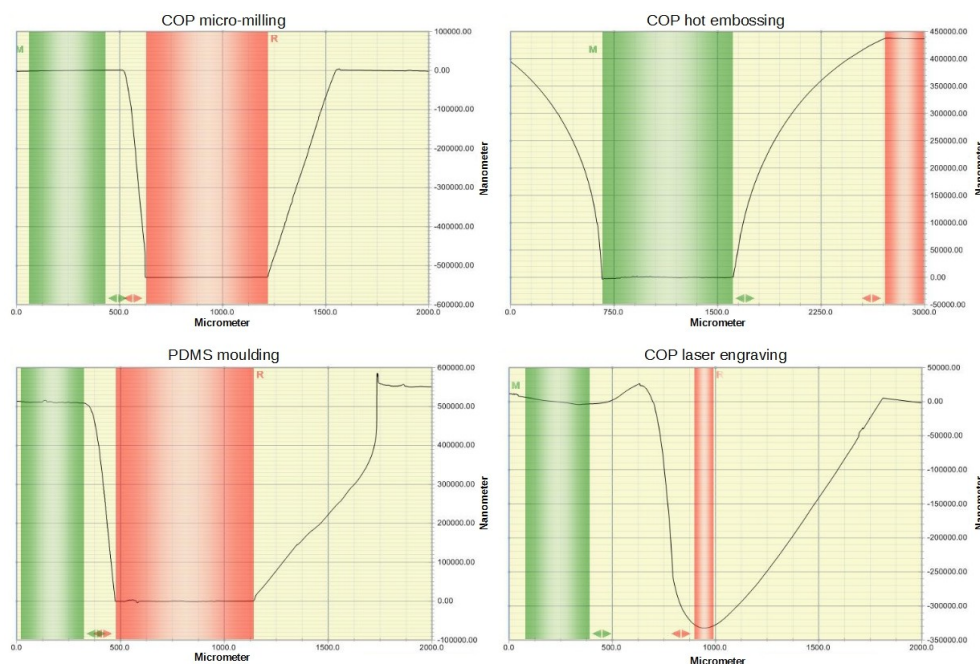 COP micro-milling
M
R
100000.00
0.00
-100000.00
-200000.00
-300000.00
-400000.00
-500000.00
-600000.00
Nanometer
0.0 500.0 1000.0 1500.0 2000.0
Micrometer
COP hot embossing
M
450000.00
400000.00
350000.00
300000.00
250000.00
200000.00
150000.00
100000.00
50000.00
0.00
-50000.00
Nanometer
0.0 750.0 1500.0 2250.0 3000.0
Micrometer
PDMS moulding
R
600000.00
500000.00
400000.00
300000.00
200000.00
100000.00
0.00
-100000.00
Nanometer
0.0 500.0 1000.0 1500.0 2000.0
Micrometer
COP laser engraving
M
R
50000.00
0.00
-50000.00
-100000.00
-150000.00
-200000.00
-250000.00
-300000.00
-350000.00
Nanometer
0.0 500.0 1000.0 1500.0 2000.0
Micrometer